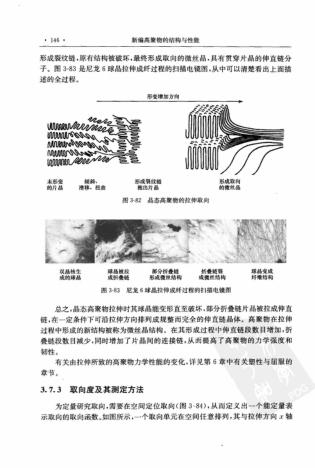 · 146 · 新编高聚物的结构与性能
形成裂纹链,原有结构被破坏,最终形成取向的微丝晶,具有贯穿片晶的伸直链分
子。图 3-83 是尼龙 6 球晶拉伸成纤过程的扫描电镜图,从中可以清楚看出上面描
述的全过程。
形变增加方向
未形变 倾斜、 形成裂纹链 形成取向
的片晶 滑移、扭曲 拖出片晶 的微丝晶
图 3-82 晶态高聚物的拉伸取向
双晶核生 球晶被拉 部分折叠链 折叠链裂 球晶变成
成的球晶 成折叠链 形成微丝结构 成微丝结构 纤维结构
图 3-83 尼龙 6 球晶拉伸成纤过程的扫描电镜图
总之,晶态高聚物拉伸时其球晶能变形直至破坏,部分折叠链片晶被拉成伸直
链,在一定条件下可沿拉伸方向排列成规整而完全的伸直链晶体。高聚物在拉伸
过程中形成的新结构被称为微丝晶结构。在其形成过程中伸直链段数目增加,折
叠链段数目减少,同时增加了片晶间的连接链,从而提高了高聚物的力学强度和
韧性。
有关由拉伸所致的高聚物力学性能的变化,详见第 6 章中有关塑性与屈服的
章节。
3.7.3 取向度及其测定方法
为定量研究取向,需要在空间定位取向(图 3-84),从而定义出一个能定量表
示取向的取向函数。如图所示,一个取向单元在空间任意排列,其与拉伸方向 z 轴